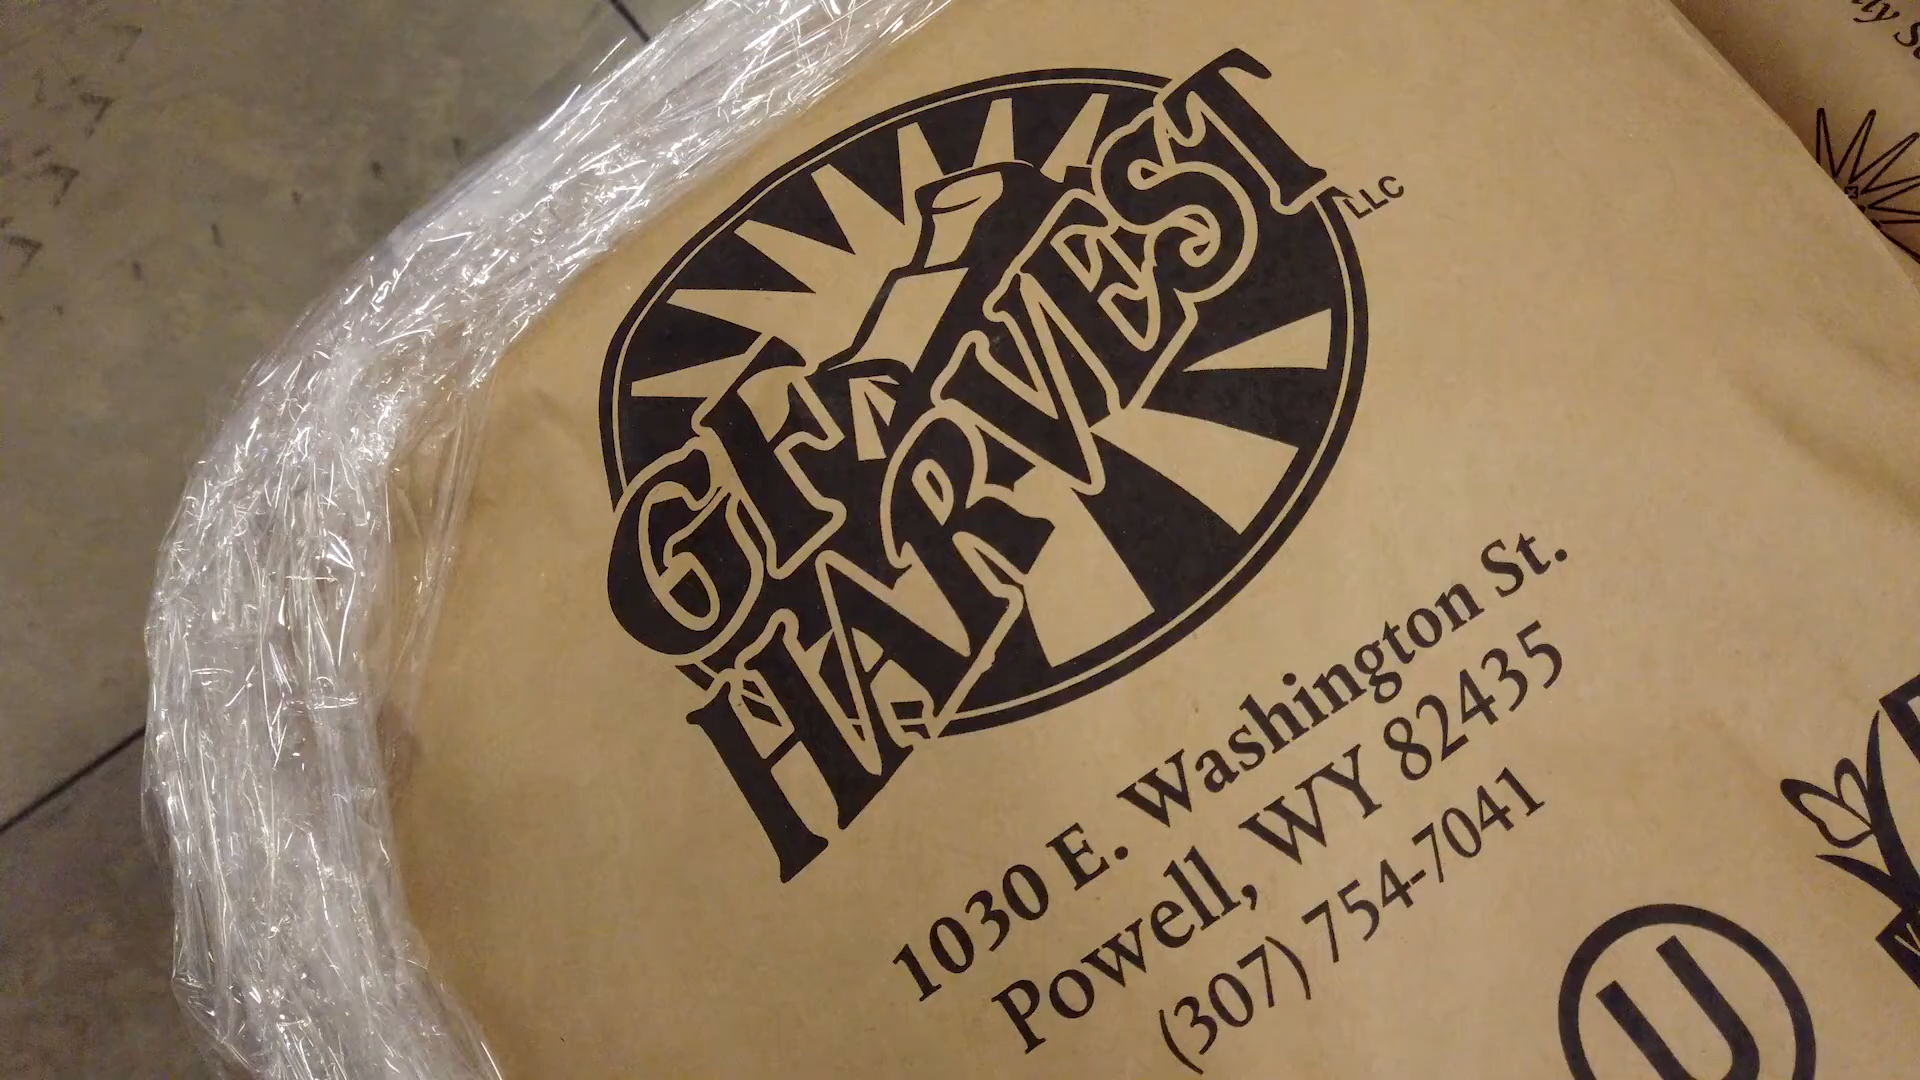 GF
HARVEST
LLC
1030 E. Washington St.
Powell, WY 82435
(307) 754-7041
U